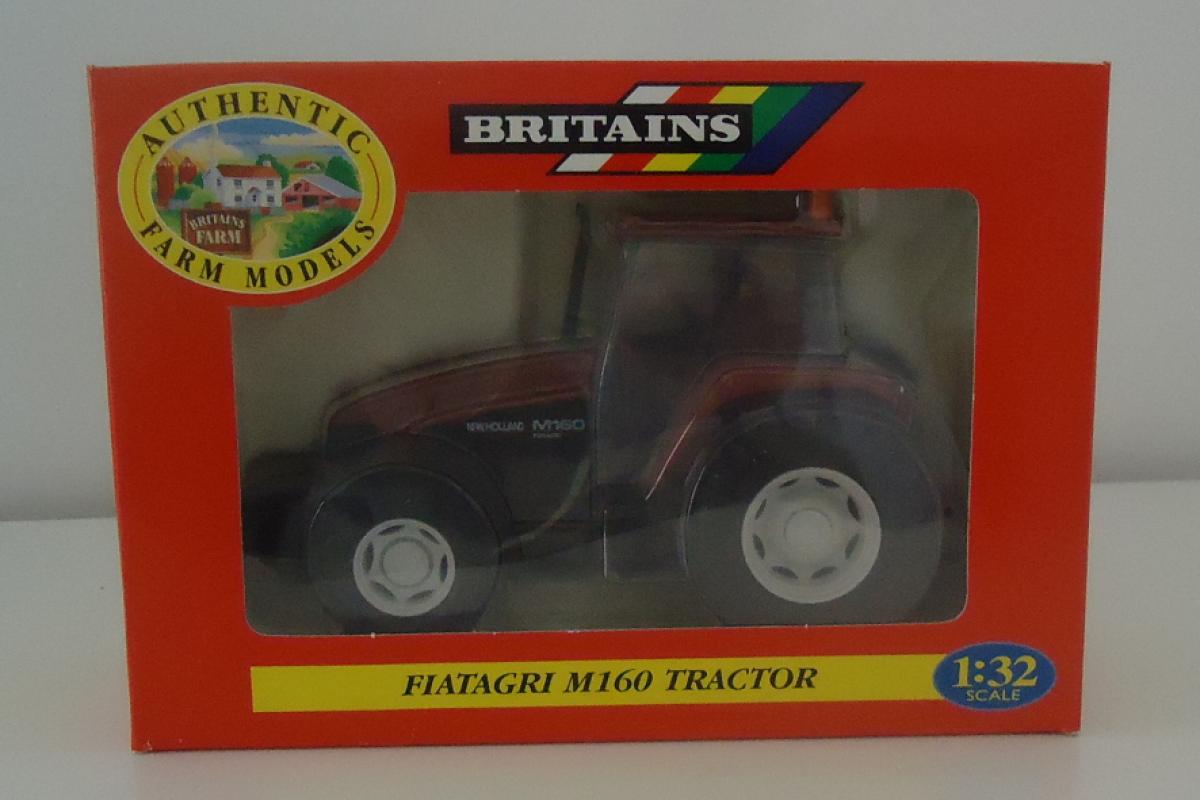 AUTHENTIC
FARM MODELS
BRITAINS
FARM
BRITAINS
NEW HOLLAND M160
FIATAGRI M160 TRACTOR
1:32
SCALE